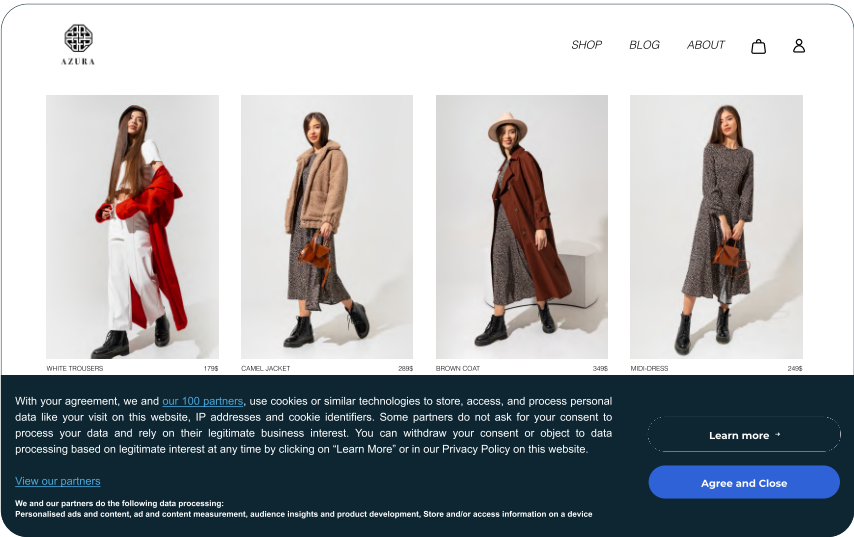 AZURA
SHOP BLOG ABOUT
WHITE TROUSERS 179$
CAMEL JACKET 289$
BROWN COAT 349$
MIDI-DRESS 249$
With your agreement, we and our 100 partners, use cookies or similar technologies to store, access, and process personal
data like your visit on this website, IP addresses and cookie identifiers. Some partners do not ask for your consent to
process your data and rely on their legitimate business interest. You can withdraw your consent or object to data
processing based on legitimate interest at any time by clicking on “Learn More” or in our Privacy Policy on this website.
View our partners
We and our partners do the following data processing:
Personalised ads and content, ad and content measurement, audience insights and product development, Store and/or access information on a device
Learn more →
Agree and Close